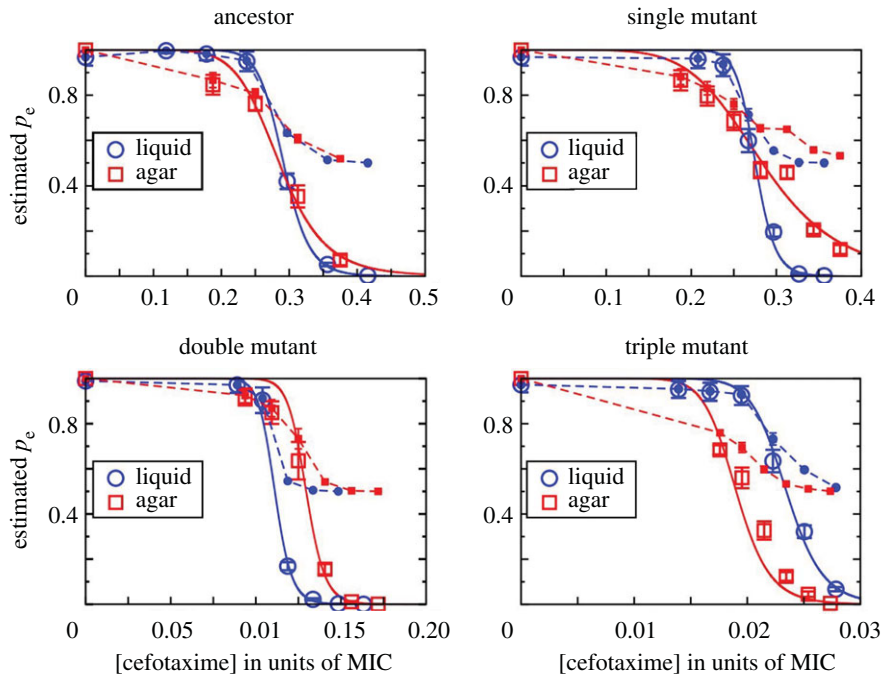 ancestor
single mutant
estimated pe
0.8
0.4
liquid
agar
0
0.1
0.2
0.3
0.4
0.5
0.8
0.4
liquid
agar
0
0.1
0.2
0.3
0.4
double mutant
triple mutant
estimated pe
0.8
0.4
liquid
agar
0
0.05
0.01
0.15
0.20
[cefotaxime] in units of MIC
0.8
0.4
liquid
agar
0
0.01
0.02
0.03
[cefotaxime] in units of MIC